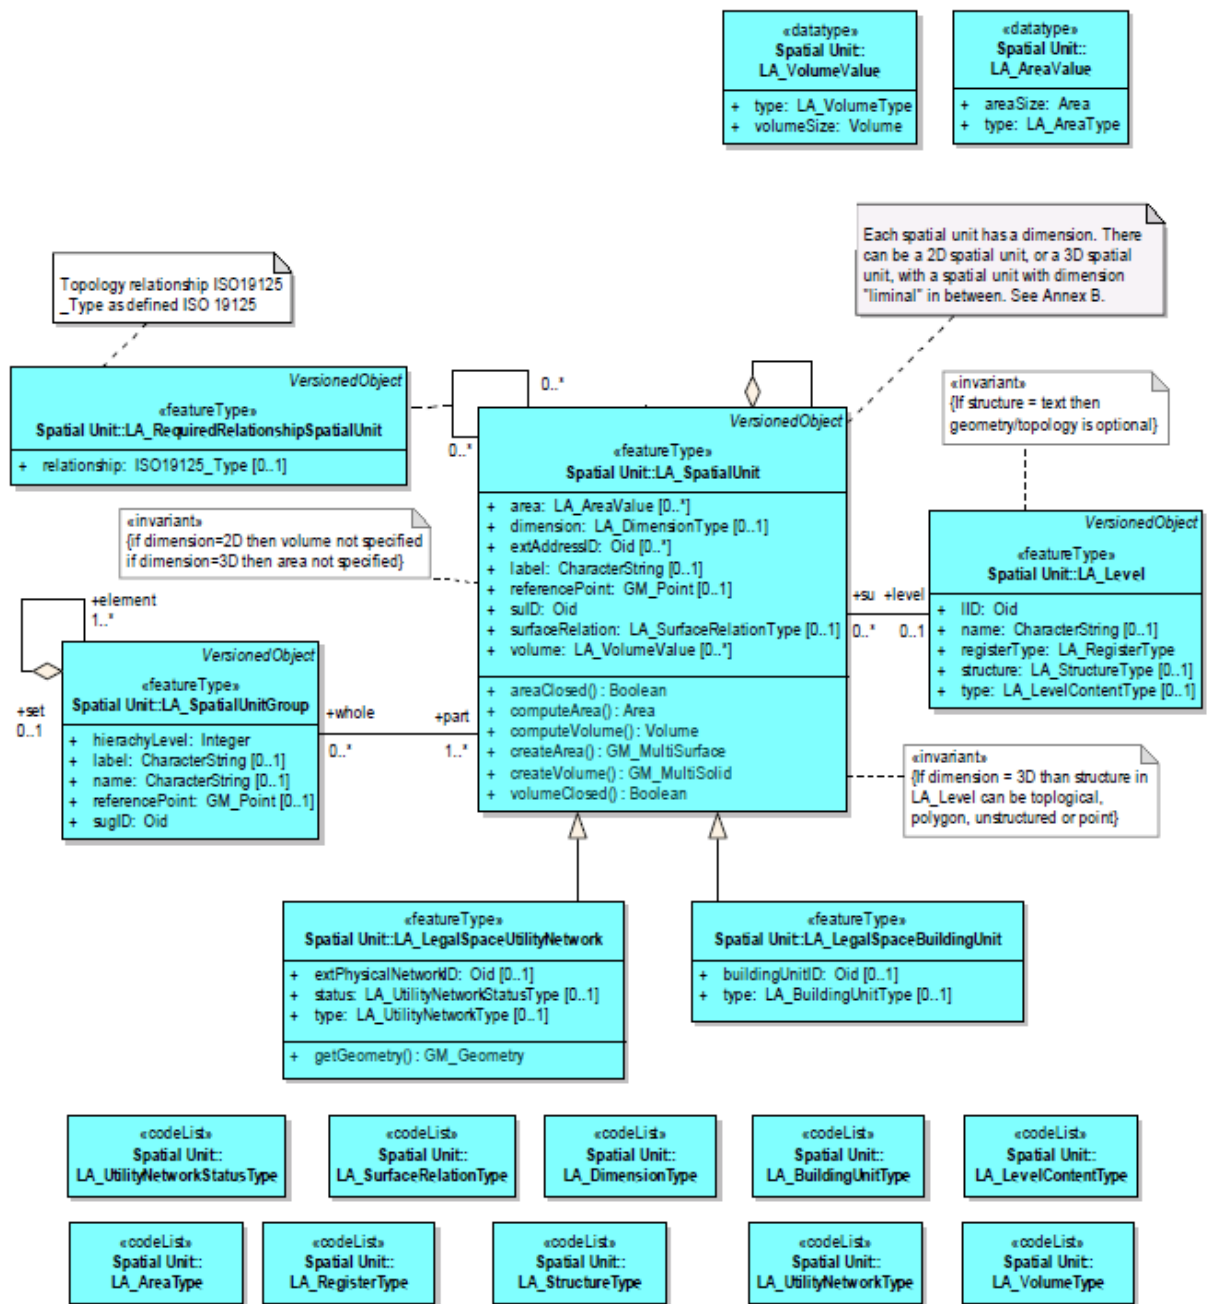 «datatype»
Spatial Unit::
LA_VolumeValue
+ type: LA_VolumeType
+ volumeSize: Volume
«datatype»
Spatial Unit::
LA_AreaValue
+ areaSize: Area
+ type: LA_AreaType
Each spatial unit has a dimension. There
can be a 2D spatial unit, or a 3D spatial
unit, with a spatial unit with dimension
"liminal" in between. See Annex B.
Topology relationship ISO19125
_Type as defined ISO 19125
VersionedObject
«featureType»
Spatial Unit::LA_RequiredRelationshipSpatialUnit
+ relationship: ISO19125_Type [0..1]
0..*
0..*
«invariant»
{If structure = text then
geometry/topology is optional}
VersionedObject
«featureType»
Spatial Unit::LA_SpatialUnit
+ area: LA_AreaValue [0..*]
+ dimension: LA_DimensionType [0..1]
+ extAddressID: Oid [0..*]
+ label: CharacterString [0..1]
+ referencePoint: GM_Point [0..1]
+ suID: Oid
+ surfaceRelation: LA_SurfaceRelationType [0..1]
+ volume: LA_VolumeValue [0..*]
+ areaClosed() : Boolean
+ computeArea() : Area
+ computeVolume() : Volume
+ createArea() : GM_MultiSurface
+ createVolume() : GM_MultiSolid
+ volumeClosed() : Boolean
«invariant»
{if dimension=2D then volume not specified
if dimension=3D then area not specified}
VersionedObject
«featureType»
Spatial Unit::LA_Level
+ lID: Oid
+ name: CharacterString [0..1]
+ registerType: LA_RegisterType
+ structure: LA_StructureType [0..1]
+ type: LA_LevelContentType [0..1]
+su +level
0..* 0..1
+element
1..*
VersionedObject
«featureType»
Spatial Unit::LA_SpatialUnitGroup
+ hierachyLevel: Integer
+ label: CharacterString [0..1]
+ name: CharacterString [0..1]
+ referencePoint: GM_Point [0..1]
+ sugID: Oid
+set
0..1
+whole
0..*
+part
1..*
«invariant»
{If dimension = 3D than structure in
LA_Level can be toplogical,
polygon, unstructured or point}
«featureType»
Spatial Unit::LA_LegalSpaceUtilityNetwork
+ extPhysicalNetworkID: Oid [0..1]
+ status: LA_UtilityNetworkStatusType [0..1]
+ type: LA_UtilityNetworkType [0..1]
+ getGeometry() : GM_Geometry
«featureType»
Spatial Unit::LA_LegalSpaceBuildingUnit
+ buildingUnitID: Oid [0..1]
+ type: LA_BuildingUnitType [0..1]
«codeList»
Spatial Unit::
LA_UtilityNetworkStatusType
«codeList»
Spatial Unit::
LA_SurfaceRelationType
«codeList»
Spatial Unit::
LA_DimensionType
«codeList»
Spatial Unit::
LA_BuildingUnitType
«codeList»
Spatial Unit::
LA_LevelContentType
«codeList»
Spatial Unit::
LA_AreaType
«codeList»
Spatial Unit::
LA_RegisterType
«codeList»
Spatial Unit::
LA_StructureType
«codeList»
Spatial Unit::
LA_UtilityNetworkType
«codeList»
Spatial Unit::
LA_VolumeType